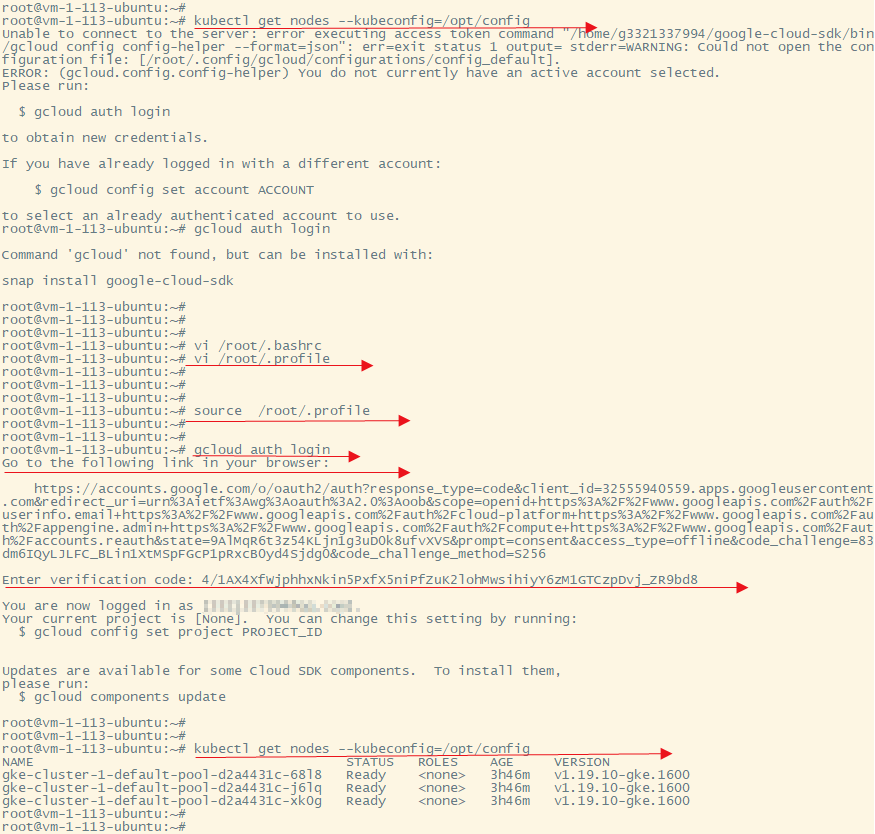 root@vm-1-113-ubuntu:~#
root@vm-1-113-ubuntu:~# kubectl get nodes --kubeconfig=/opt/config
Unable to connect to the server: error executing access token command "/home/g3321337994/google-cloud-sdk/bin
/gcloud config config-helper --format=json": err=exit status 1 output= stderr=WARNING: Could not open the con
figuration file: [/root/.config/gcloud/configurations/config_default].
ERROR: (gcloud.config.config-helper) You do not currently have an active account selected.
Please run:
$ gcloud auth login
to obtain new credentials.
If you have already logged in with a different account:
$ gcloud config set account ACCOUNT
to select an already authenticated account to use.
root@vm-1-113-ubuntu:~# gcloud auth login
Command 'gcloud' not found, but can be installed with:
snap install google-cloud-sdk
root@vm-1-113-ubuntu:~#
root@vm-1-113-ubuntu:~#
root@vm-1-113-ubuntu:~#
root@vm-1-113-ubuntu:~# vi /root/.bashrc
root@vm-1-113-ubuntu:~# vi /root/.profile
root@vm-1-113-ubuntu:~#
root@vm-1-113-ubuntu:~#
root@vm-1-113-ubuntu:~#
root@vm-1-113-ubuntu:~# source  /root/.profile
root@vm-1-113-ubuntu:~#
root@vm-1-113-ubuntu:~#
root@vm-1-113-ubuntu:~# gcloud auth login
Go to the following link in your browser:
https://accounts.google.com/o/oauth2/auth?response_type=code&client_id=32555940559.apps.googleusercontent
.com&redirect_uri=urn%3Aietf%3Awg%3Aoauth%3A2.0%3Aoob&scope=openid+https%3A%2F%2Fwww.googleapis.com%2Fauth%2F
userinfo.email+https%3A%2F%2Fwww.googleapis.com%2Fauth%2Fcloud-platform+https%3A%2F%2Fwww.googleapis.com%2Fau
th%2Fappengine.admin+https%3A%2F%2Fwww.googleapis.com%2Fauth%2Fcompute+https%3A%2F%2Fwww.googleapis.com%2Faut
h%2Faccounts.reauth&state=9AlMqR6t3z54KLjn1g3uD0k8ufvXVS&prompt=consent&access_type=offline&code_challenge=83
dm6IQyLJLFC_BLin1XtMSpFGcP1pRxcB0yd4Sjdg0&code_challenge_method=S256
Enter verification code: 4/1AX4XfWjphhxNkin5PxfX5niPfZuK2lohMwsihiyY6zM1GTCzpDvj_ZR9bd8
You are now logged in as
Your current project is [None].  You can change this setting by running:
$ gcloud config set project PROJECT_ID
Updates are available for some Cloud SDK components.  To install them,
please run:
$ gcloud components update
root@vm-1-113-ubuntu:~#
root@vm-1-113-ubuntu:~#
root@vm-1-113-ubuntu:~# kubectl get nodes --kubeconfig=/opt/config
NAME STATUS ROLES AGE VERSION
gke-cluster-1-default-pool-d2a4431c-68l8 Ready <none> 3h46m v1.19.10-gke.1600
gke-cluster-1-default-pool-d2a4431c-j6lq Ready <none> 3h46m v1.19.10-gke.1600
gke-cluster-1-default-pool-d2a4431c-xk0g Ready <none> 3h46m v1.19.10-gke.1600
root@vm-1-113-ubuntu:~#
root@vm-1-113-ubuntu:~#